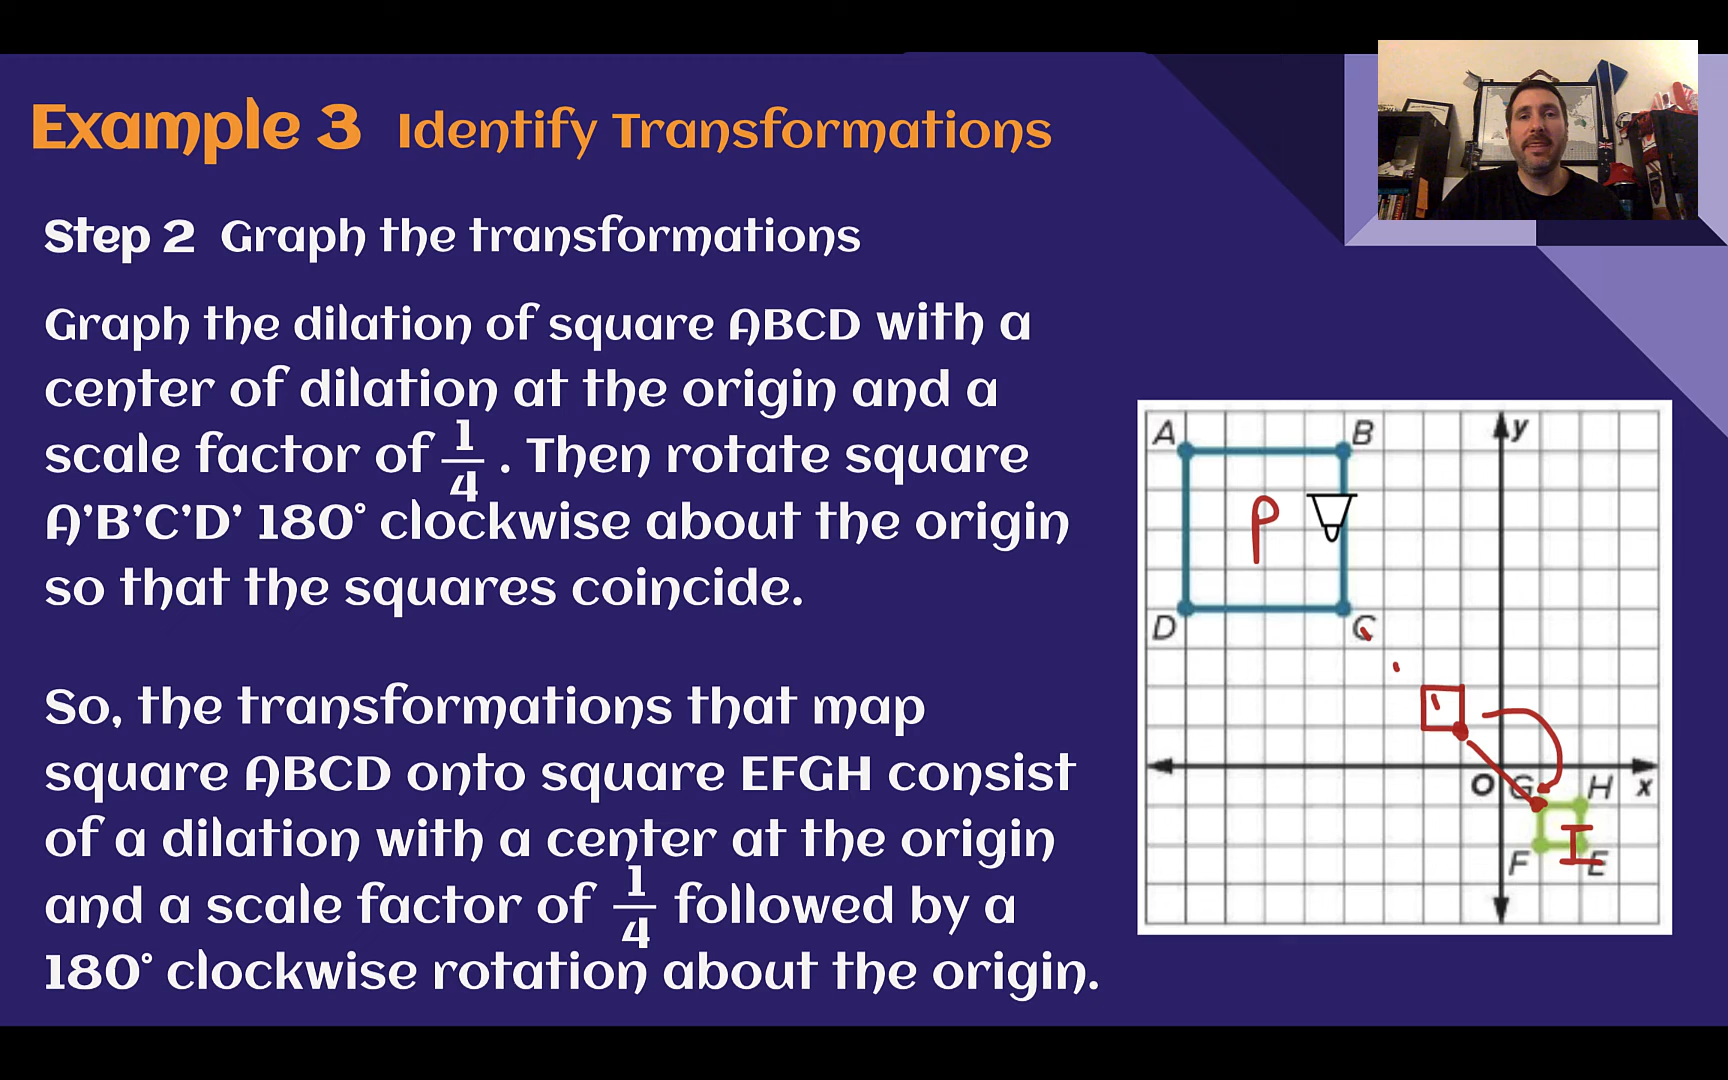 Example 3 Identify Transformations
Step 2 Graph the transformations
Graph the dilation of square ABCD with a
center of dilation at the origin and a
scale factor of 1/4 . Then rotate square
A’B’C’D’ 180° clockwise about the origin
so that the squares coincide.
So, the transformations that map
square ABCD onto square EFGH consist
of a dilation with a center at the origin
and a scale factor of 1/4 followed by a
180° clockwise rotation about the origin.
A B y
P
D C
O G H x
F I E